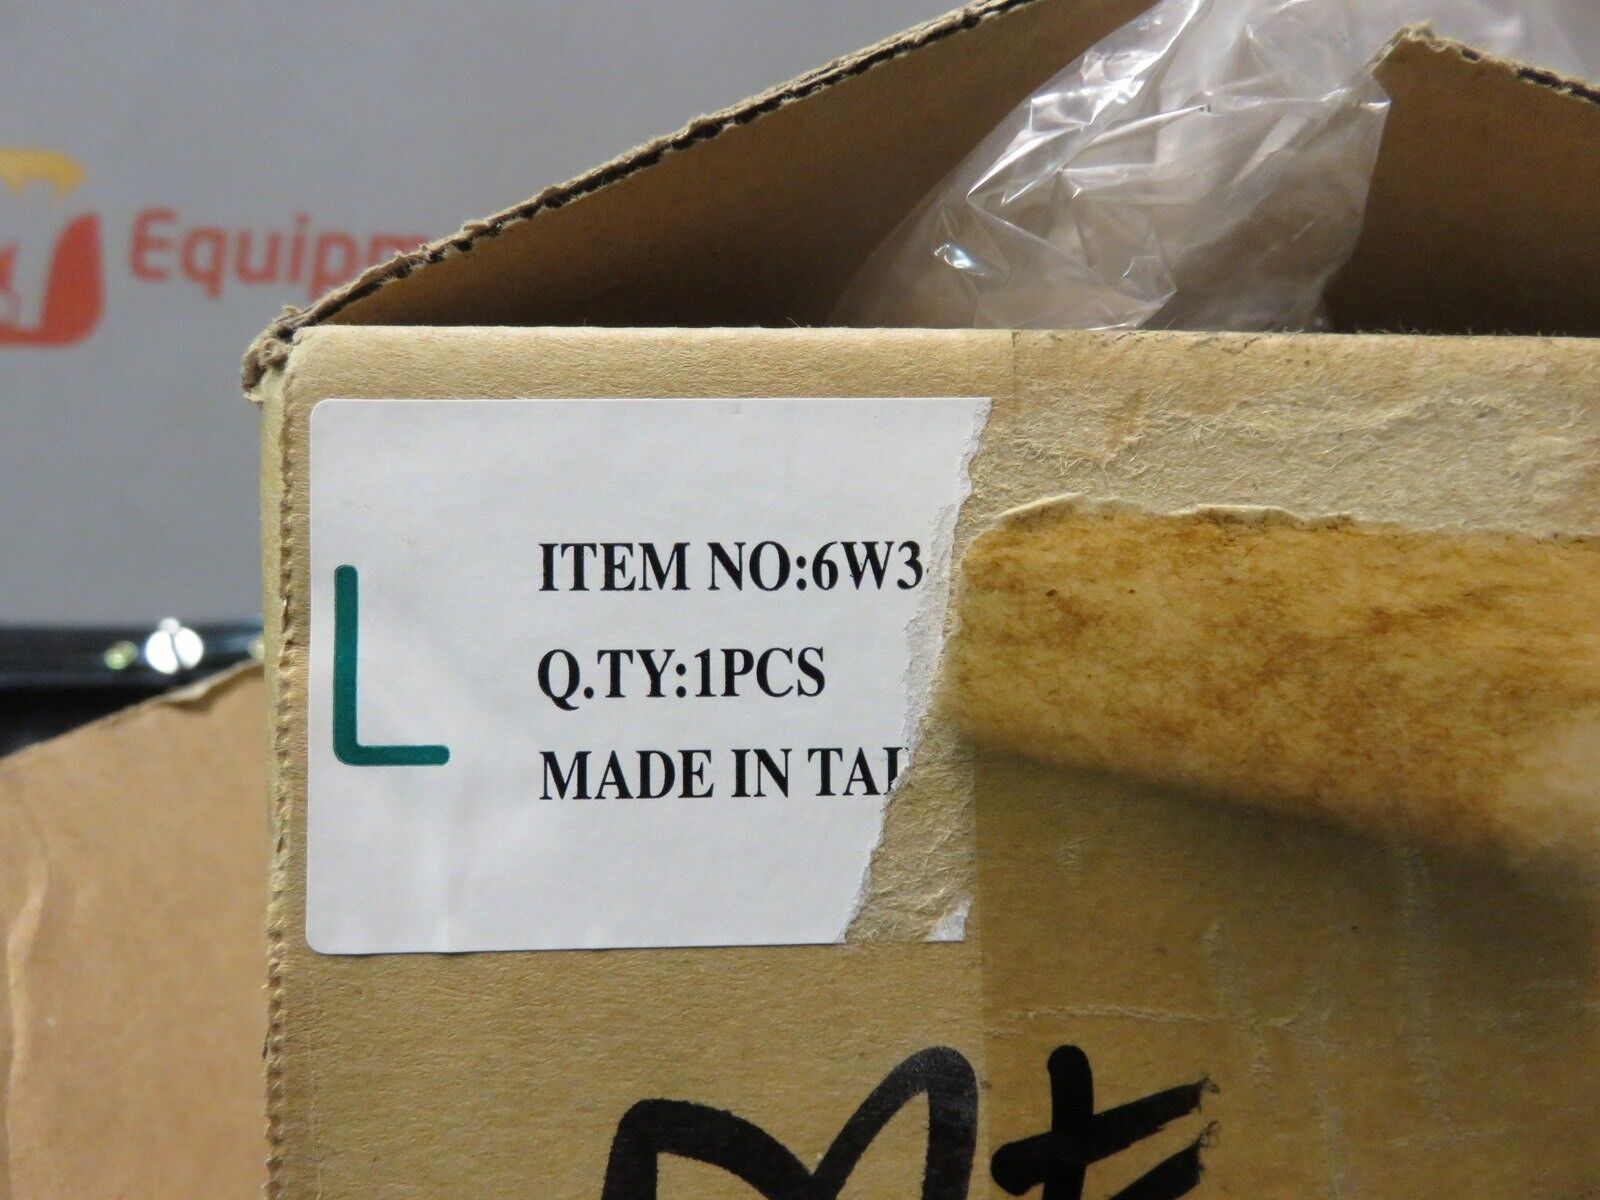 Equipm
ITEM NO:6W3
Q.TY:1PCS
MADE IN TAI